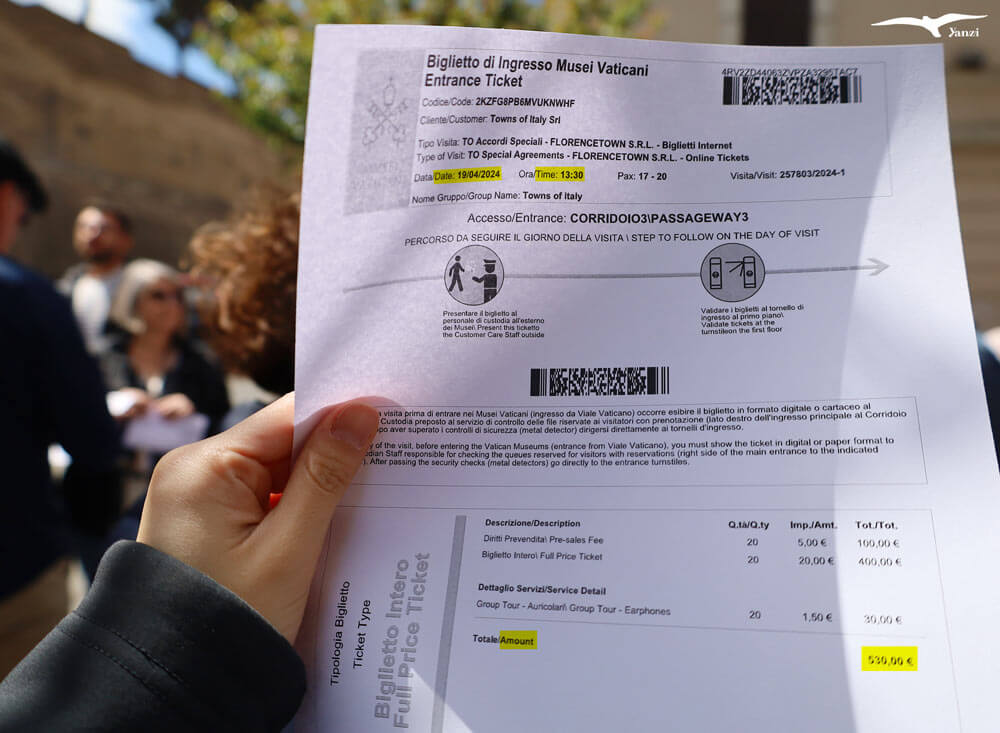 Yanzi
Biglietto di Ingresso Musei Vaticani
Entrance Ticket
4RV2ZD44063ZVPZA3235TAC7
Codice/Code: 2KZFG8PB6MVUKNWHF
Cliente/Customer: Towns of Italy Srl
Tipo Visita: TO Accordi Speciali - FLORENCETOWN S.R.L. - Biglietti Internet
Type of Visit: TO Special Agreements - FLORENCETOWN S.R.L. - Online Tickets
Data/Date: 19/04/2024 Ora/Time: 13:30 Pax: 17 - 20 Visita/Visit: 257803/2024-1
Nome Gruppo/Group Name: Towns of Italy
Accesso/Entrance: CORRIDOIO3\PASSAGEWAY3
PERCORSO DA SEGUIRE IL GIORNO DELLA VISITA \ STEP TO FOLLOW ON THE DAY OF VISIT
Presentare il biglietto al
personale di custodia all'esterno
dei Musei\ Present this ticketto
the Customer Care Staff outside
Validare i biglietti al tornello di
ingresso al primo piano\
Validate tickets at the
turnstileon the first floor
a visita prima di entrare nei Musei Vaticani (ingresso da Viale Vaticano) occorre esibire il biglietto in formato digitale o cartaceo al
Custodia preposto al servizio di controllo delle file riservate ai visitatori con prenotazione (lato destro dell'ingresso principale al Corridoio
po aver superato i controlli di sicurezza (metal detector) dirigersi direttamente ai tornelli d'ingresso.
y of the visit, before entering the Vatican Museums (entrance from Viale Vaticano), you must show the ticket in digital or paper format to
dian Staff responsible for checking the queues reserved for visitors with reservations (right side of the main entrance to the indicated
). After passing the security checks (metal detectors) go directly to the entrance turnstiles.
Tipologia Biglietto
Ticket Type
Biglietto Intero
Full Price Ticket
Descrizione/Description Q.tà/Q.ty Imp./Amt. Tot./Tot.
Diritti Prevendita\ Pre-sales Fee 20 5,00 € 100,00 €
Biglietto Intero\ Full Price Ticket 20 20,00 € 400,00 €
Dettaglio Servizi/Service Detail
Group Tour - Auricolari\ Group Tour - Earphones 20 1,50 € 30,00 €
Totale/Amount 530,00 €